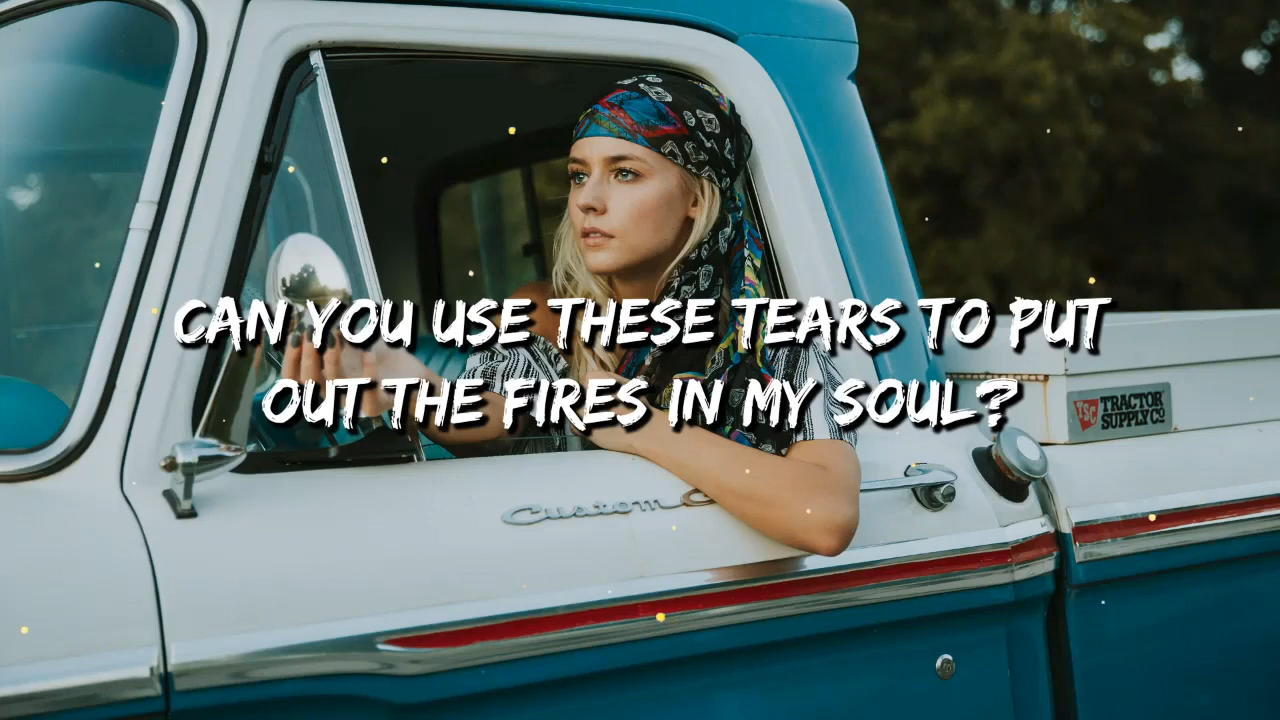 CAN YOU USE THESE TEARS TO PUT
OUT THE FIRES IN MY SOUL?
TSC TRACTOR
SUPPLY CO
Custom